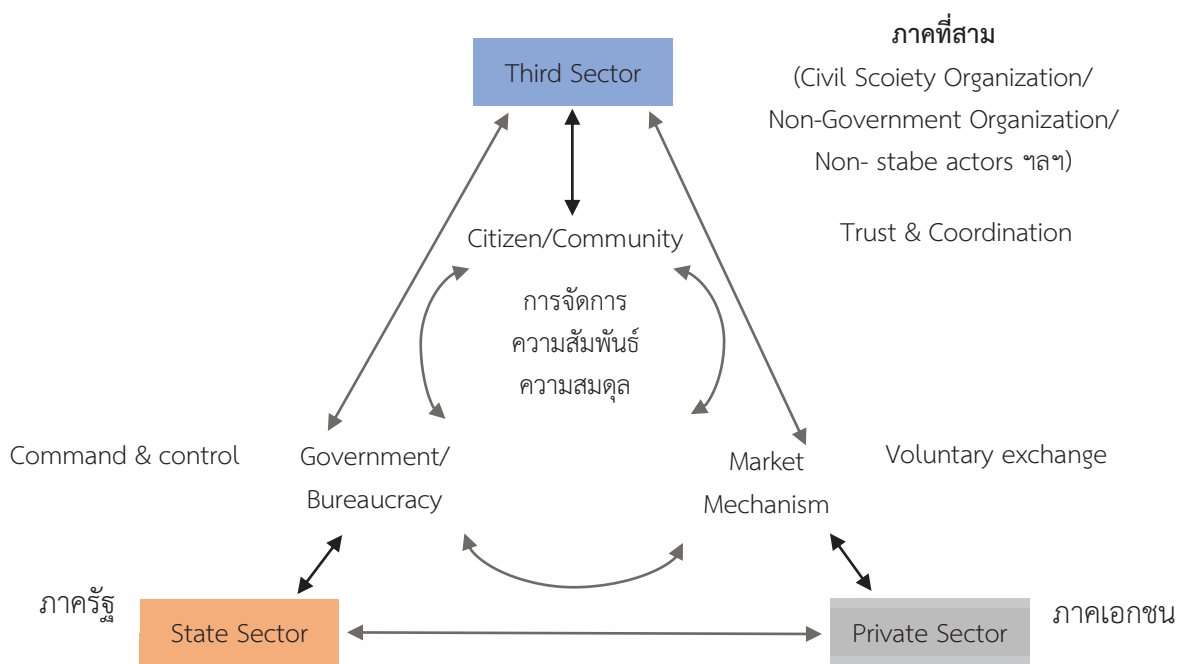 ภาคที่สาม
Third Sector
(Civil Scoiety Organization/
Non-Government Organization/
Non- stabe actors ฯลฯ)
Citizen/Community
Trust & Coordination
การจัดการ
ความสัมพันธ์
ความสมดุล
Command & control
Government/
Bureaucracy
Market
Mechanism
Voluntary exchange
ภาครัฐ
State Sector
Private Sector
ภาคเอกชน